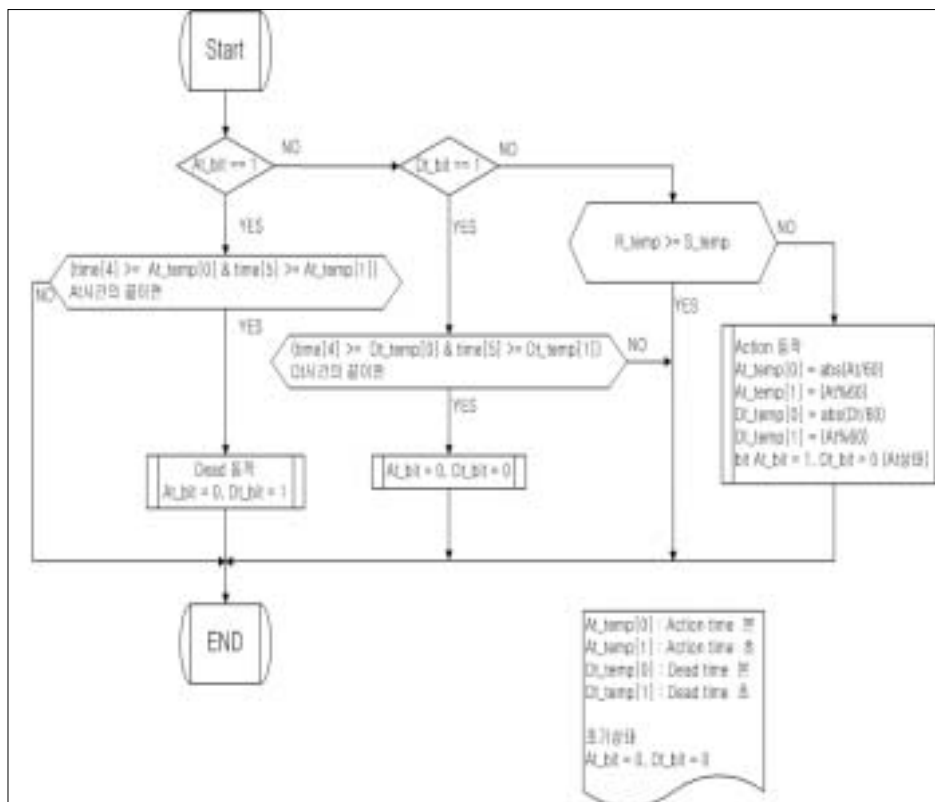 Start
At_bit == 1
NO
Dt_bit == 1
NO
YES
YES
R_temp >= S_temp
NO
(time[4] >= At_temp[0] & time[5] >= At_temp[1])
At시간의 끝이면
NO
YES
YES
(time[4] >= Dt_temp[0] & time[5] >= Dt_temp[1])
Dt시간의 끝이면
NO
YES
Action 동작
At_temp[0] = abs(At/60)
At_temp[1] = (At%60)
Dt_temp[0] = abs(Dt/60)
Dt_temp[1] = (At%60)
bit At_bit = 1, Dt_bit = 0 (At상태)
Dead 동작
At_bit = 0, Dt_bit = 1
At_bit = 0, Dt_bit = 0
END
At_temp[0] : Action time 분
At_temp[1] : Action time 초
Dt_temp[0] : Dead time 분
Dt_temp[1] : Dead time 초
초기상태
At_bit = 0, Dt_bit = 0